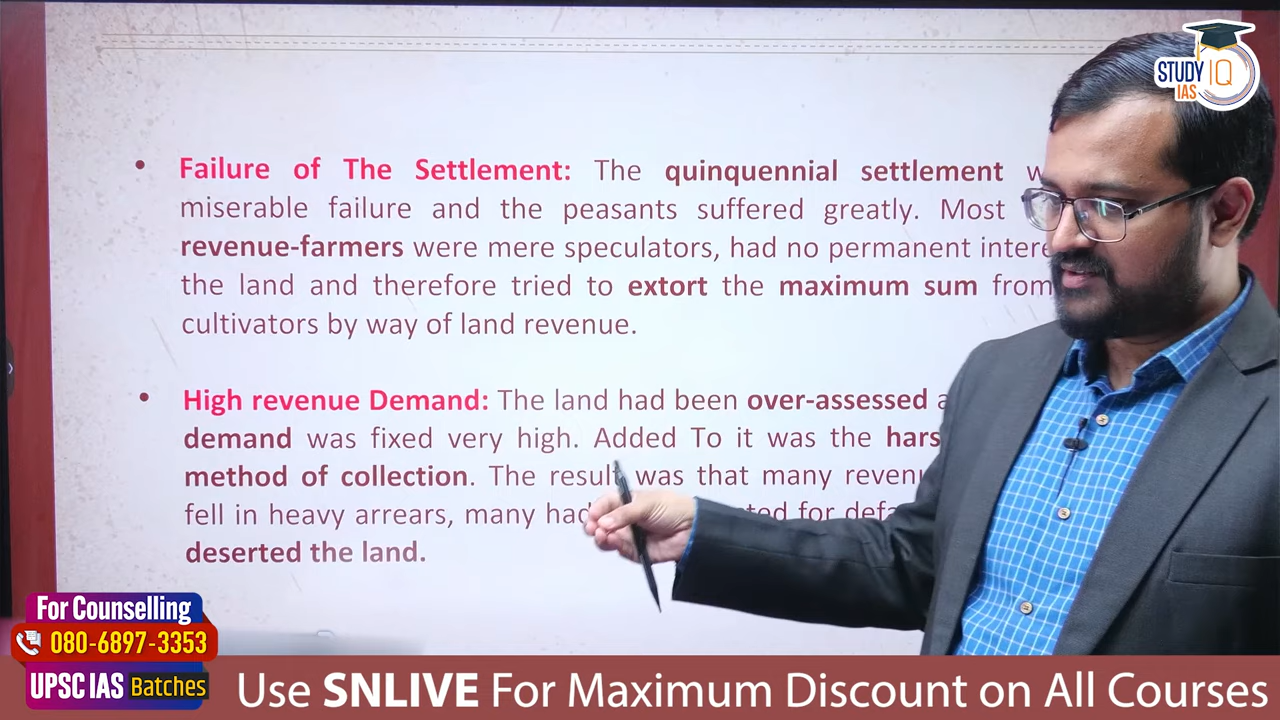 STUDY IQ
IAS
• Failure of The Settlement: The quinquennial settlement
miserable failure and the peasants suffered greatly. Most
revenue-farmers were mere speculators, had no permanent
the land and therefore tried to extort the maximum sum from
cultivators by way of land revenue.
• High revenue Demand: The land had been over-assessed
demand was fixed very high. Added To it was the
method of collection. The result was that many
fell in heavy arrears, many had for
deserted the land.
For Counselling
080-6897-3353
UPSC IAS Batches
Use SNLIVE For Maximum Discount on All Courses